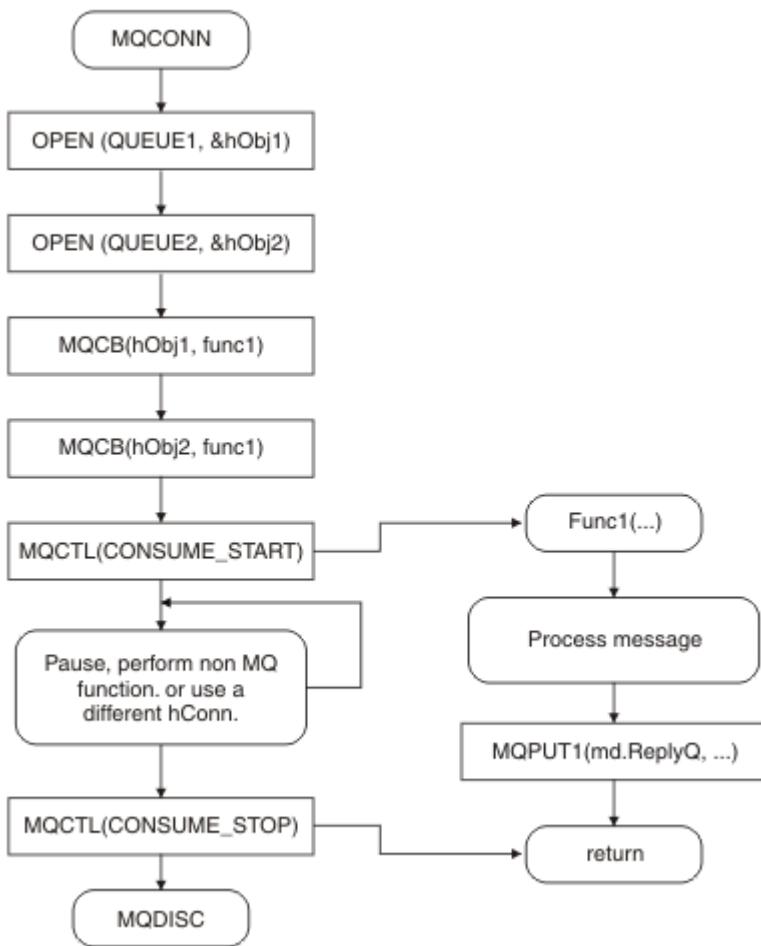 MQCONN
OPEN (QUEUE1, &hObj1)
OPEN (QUEUE2, &hObj2)
MQCB(hObj1, func1)
MQCB(hObj2, func1)
MQCTL(CONSUME_START)
Pause, perform non MQ
function. or use a
different hConn.
MQCTL(CONSUME_STOP)
MQDISC
Func1(...)
Process message
MQPUT1(md.ReplyQ, ...)
return